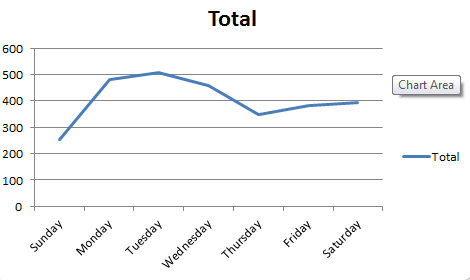 Total
600
500
400
300
200
100
0
Sunday
Monday
Tuesday
Wednesday
Thursday
Friday
Saturday
Chart Area
Total